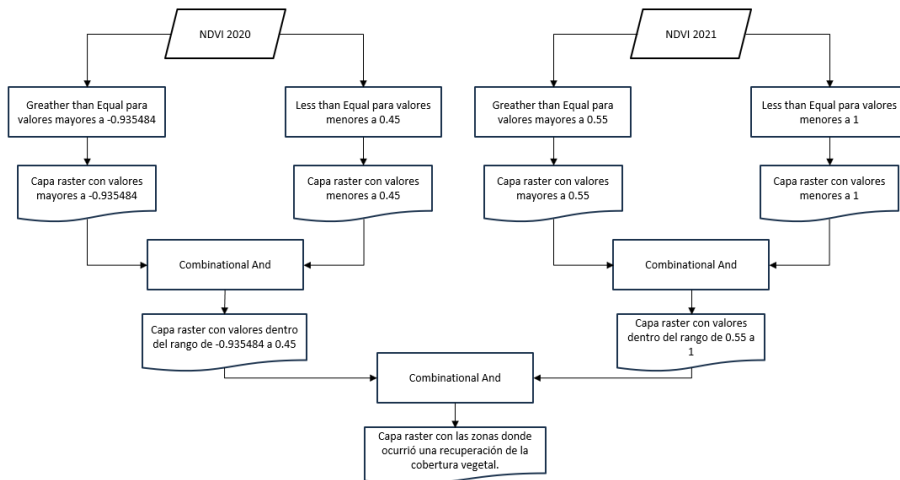 NDVI 2020
NDVI 2021
Greather than Equal para
valores mayores a -0.935484
Less than Equal para valores
menores a 0.45
Greather than Equal para
valores mayores a 0.55
Less than Equal para valores
menores a 1
Capa raster con valores
mayores a -0.935484
Capa raster con valores
menores a 0.45
Capa raster con valores
mayores a 0.55
Capa raster con valores
menores a 1
Combinational And
Combinational And
Capa raster con valores dentro
del rango de -0.935484 a 0.45
Capa raster con valores
dentro del rango de 0.55 a
1
Combinational And
Capa raster con las zonas donde
ocurrió una recuperación de la
cobertura vegetal.